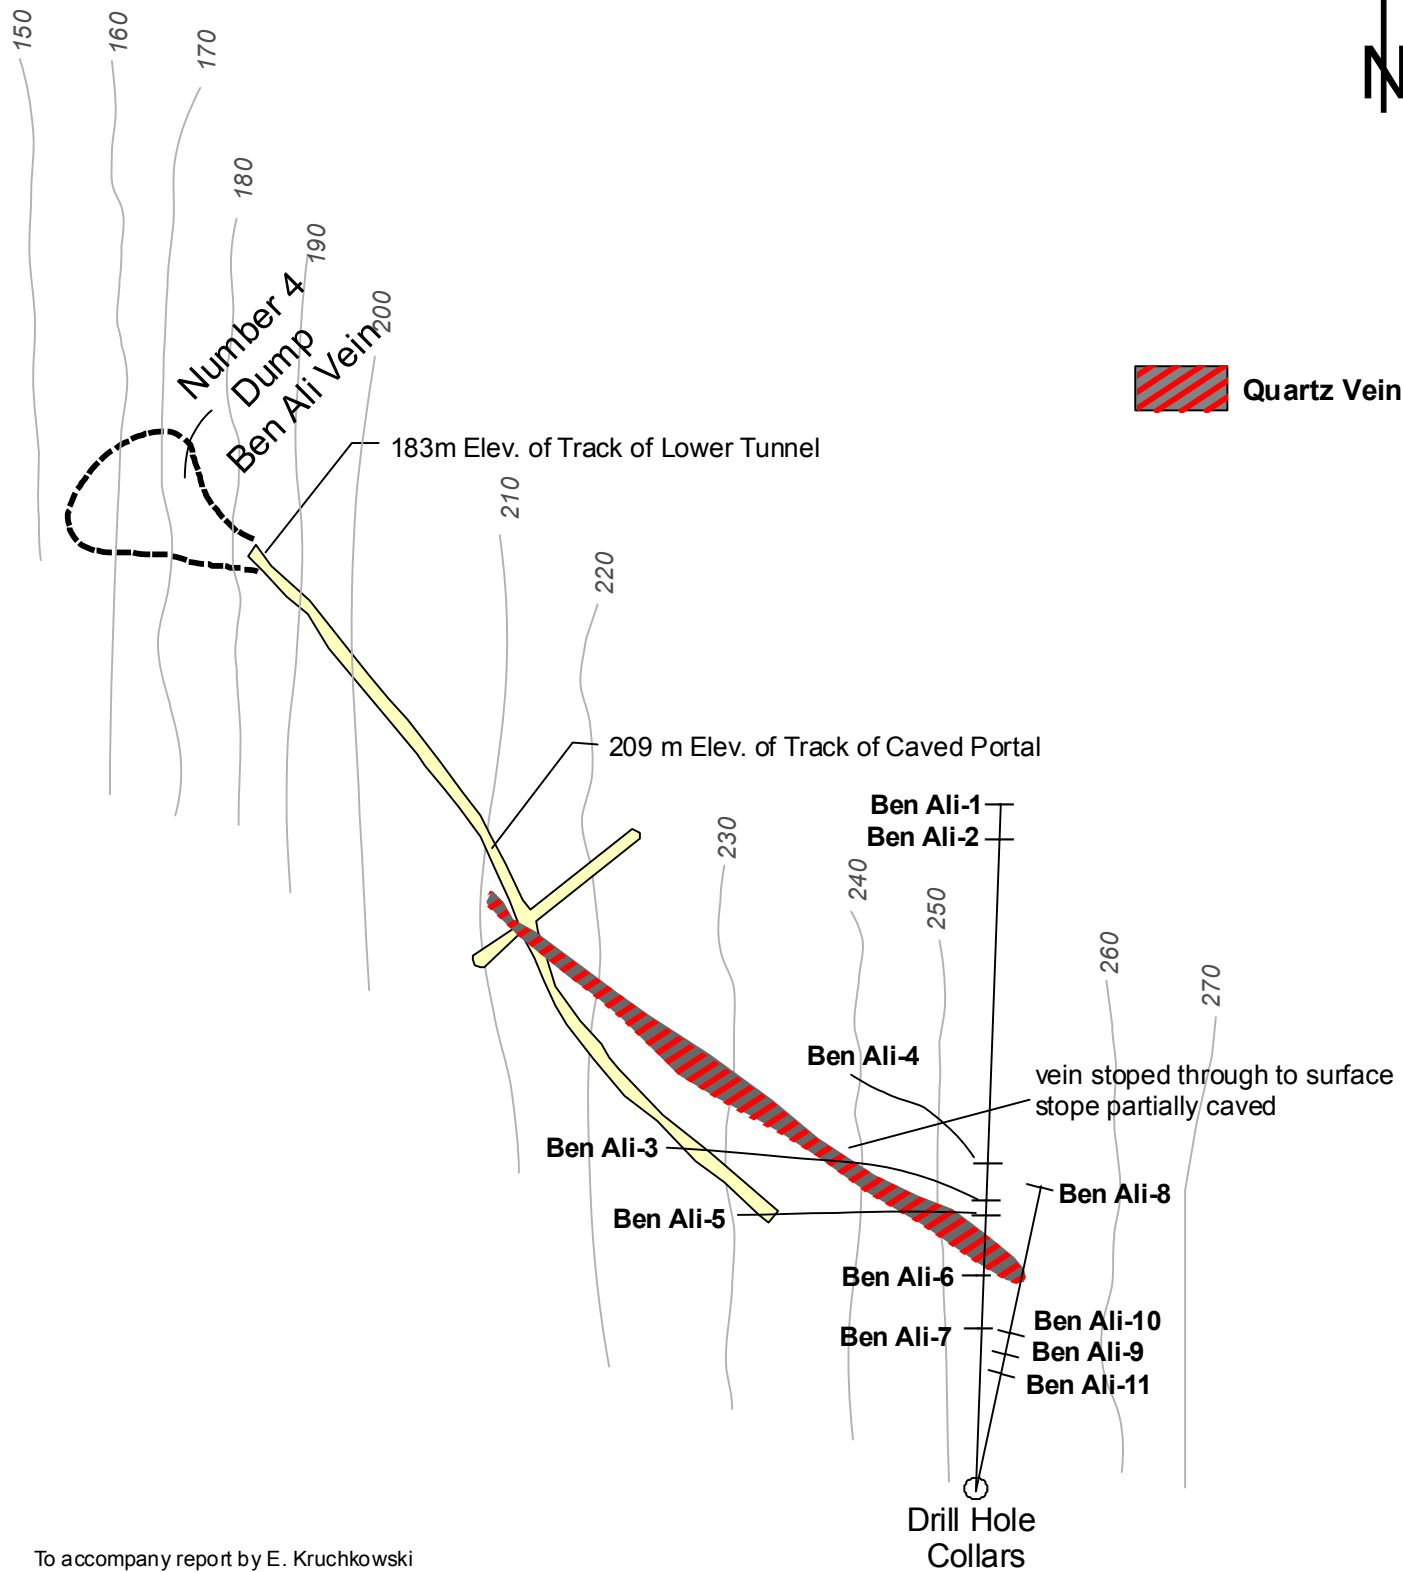 150
160
170
N
180
190
200
Number 4
Dump
Ben Ali Vein
Quartz Vein
183m Elev. of Track of Lower Tunnel
210
220
209 m Elev. of Track of Caved Portal
Ben Ali-1
Ben Ali-2
230
240
250
260
270
Ben Ali-4
vein stoped through to surface
stope partially caved
Ben Ali-3
Ben Ali-8
Ben Ali-5
Ben Ali-6
Ben Ali-10
Ben Ali-7
Ben Ali-9
Ben Ali-11
Drill Hole
Collars
To accompany report by E. Kruchkowski